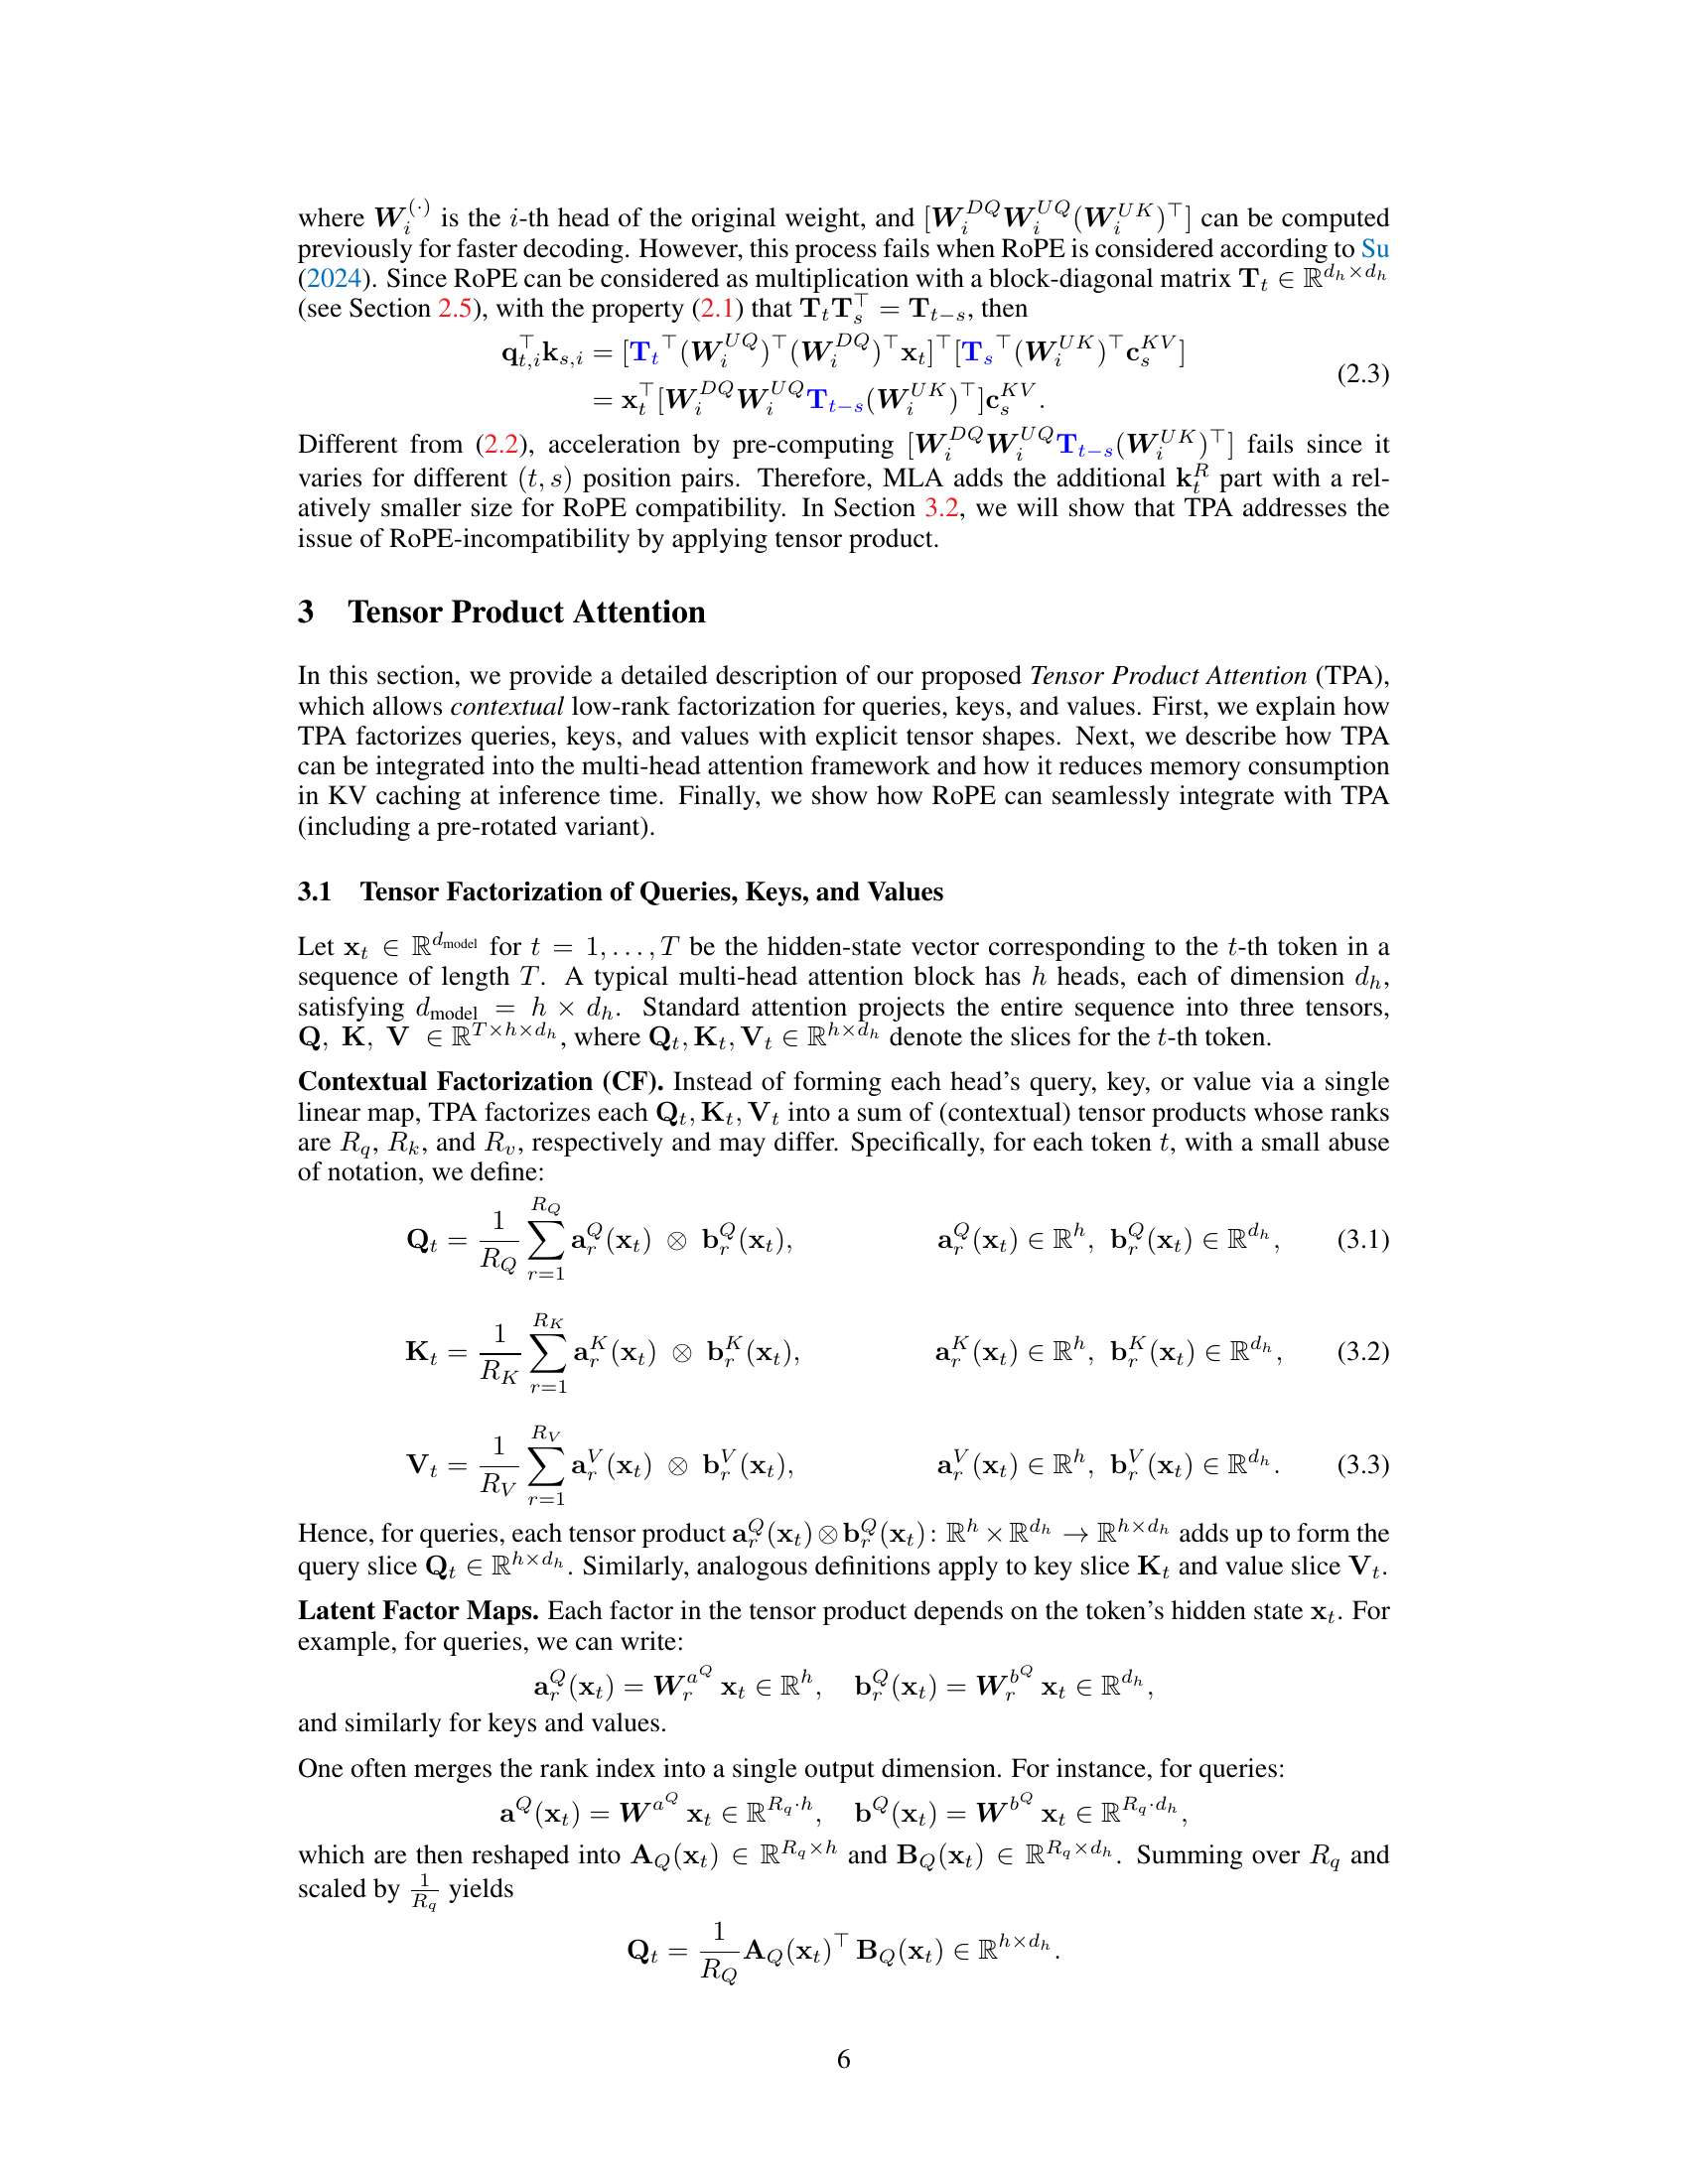 where $\boldsymbol{W}_i^{(\cdot)}$ is the $i$-th head of the original weight, and $[\boldsymbol{W}_i^{DQ}\boldsymbol{W}_i^{UQ}(\boldsymbol{W}_i^{UK})^\top]$ can be computed
previously for faster decoding. However, this process fails when RoPE is considered according to Su
(2024). Since RoPE can be considered as multiplication with a block-diagonal matrix $\mathbf{T}_t \in \mathbb{R}^{d_h \times d_h}$
(see Section 2.5), with the property (2.1) that $\mathbf{T}_t\mathbf{T}_s^\top = \mathbf{T}_{t-s}$, then
$\mathbf{q}_{t,i}^\top\mathbf{k}_{s,i} = [\mathbf{T}_t{}^\top(\boldsymbol{W}_i^{UQ})^\top(\boldsymbol{W}_i^{DQ})^\top\mathbf{x}_t]^\top[\mathbf{T}_s{}^\top(\boldsymbol{W}_i^{UK})^\top\mathbf{c}_s^{KV}]$
$= \mathbf{x}_t^\top[\boldsymbol{W}_i^{DQ}\boldsymbol{W}_i^{UQ}\mathbf{T}_{t-s}(\boldsymbol{W}_i^{UK})^\top]\mathbf{c}_s^{KV}.$ (2.3)
Different from (2.2), acceleration by pre-computing $[\boldsymbol{W}_i^{DQ}\boldsymbol{W}_i^{UQ}\mathbf{T}_{t-s}(\boldsymbol{W}_i^{UK})^\top]$ fails since it
varies for different $(t, s)$ position pairs. Therefore, MLA adds the additional $\mathbf{k}_t^R$ part with a rel-
atively smaller size for RoPE compatibility. In Section 3.2, we will show that TPA addresses the
issue of RoPE-incompatibility by applying tensor product.
3 Tensor Product Attention
In this section, we provide a detailed description of our proposed Tensor Product Attention (TPA),
which allows contextual low-rank factorization for queries, keys, and values. First, we explain how
TPA factorizes queries, keys, and values with explicit tensor shapes. Next, we describe how TPA
can be integrated into the multi-head attention framework and how it reduces memory consumption
in KV caching at inference time. Finally, we show how RoPE can seamlessly integrate with TPA
(including a pre-rotated variant).
3.1 Tensor Factorization of Queries, Keys, and Values
Let $\mathbf{x}_t \in \mathbb{R}^{d_{\text{model}}}$ for $t = 1, \ldots, T$ be the hidden-state vector corresponding to the $t$-th token in a
sequence of length $T$. A typical multi-head attention block has $h$ heads, each of dimension $d_h$,
satisfying $d_{\text{model}} = h \times d_h$. Standard attention projects the entire sequence into three tensors,
$\mathbf{Q}, \mathbf{K}, \mathbf{V} \in \mathbb{R}^{T \times h \times d_h}$, where $\mathbf{Q}_t, \mathbf{K}_t, \mathbf{V}_t \in \mathbb{R}^{h \times d_h}$ denote the slices for the $t$-th token.
Contextual Factorization (CF). Instead of forming each head's query, key, or value via a single
linear map, TPA factorizes each $\mathbf{Q}_t, \mathbf{K}_t, \mathbf{V}_t$ into a sum of (contextual) tensor products whose ranks
are $R_q$, $R_k$, and $R_v$, respectively and may differ. Specifically, for each token $t$, with a small abuse
of notation, we define:
$\mathbf{Q}_t = \frac{1}{R_Q}\sum_{r=1}^{R_Q} \mathbf{a}_r^Q(\mathbf{x}_t) \otimes \mathbf{b}_r^Q(\mathbf{x}_t), \quad \mathbf{a}_r^Q(\mathbf{x}_t) \in \mathbb{R}^h, \ \mathbf{b}_r^Q(\mathbf{x}_t) \in \mathbb{R}^{d_h},$ (3.1)
$\mathbf{K}_t = \frac{1}{R_K}\sum_{r=1}^{R_K} \mathbf{a}_r^K(\mathbf{x}_t) \otimes \mathbf{b}_r^K(\mathbf{x}_t), \quad \mathbf{a}_r^K(\mathbf{x}_t) \in \mathbb{R}^h, \ \mathbf{b}_r^K(\mathbf{x}_t) \in \mathbb{R}^{d_h},$ (3.2)
$\mathbf{V}_t = \frac{1}{R_V}\sum_{r=1}^{R_V} \mathbf{a}_r^V(\mathbf{x}_t) \otimes \mathbf{b}_r^V(\mathbf{x}_t), \quad \mathbf{a}_r^V(\mathbf{x}_t) \in \mathbb{R}^h, \ \mathbf{b}_r^V(\mathbf{x}_t) \in \mathbb{R}^{d_h}.$ (3.3)
Hence, for queries, each tensor product $\mathbf{a}_r^Q(\mathbf{x}_t) \otimes \mathbf{b}_r^Q(\mathbf{x}_t) \colon \mathbb{R}^h \times \mathbb{R}^{d_h} \to \mathbb{R}^{h \times d_h}$ adds up to form the
query slice $\mathbf{Q}_t \in \mathbb{R}^{h \times d_h}$. Similarly, analogous definitions apply to key slice $\mathbf{K}_t$ and value slice $\mathbf{V}_t$.
Latent Factor Maps. Each factor in the tensor product depends on the token's hidden state $\mathbf{x}_t$. For
example, for queries, we can write:
$\mathbf{a}_r^Q(\mathbf{x}_t) = \boldsymbol{W}_r^{a^Q} \mathbf{x}_t \in \mathbb{R}^h, \quad \mathbf{b}_r^Q(\mathbf{x}_t) = \boldsymbol{W}_r^{b^Q} \mathbf{x}_t \in \mathbb{R}^{d_h},$
and similarly for keys and values.
One often merges the rank index into a single output dimension. For instance, for queries:
$\mathbf{a}^Q(\mathbf{x}_t) = \boldsymbol{W}^{a^Q} \mathbf{x}_t \in \mathbb{R}^{R_q \cdot h}, \quad \mathbf{b}^Q(\mathbf{x}_t) = \boldsymbol{W}^{b^Q} \mathbf{x}_t \in \mathbb{R}^{R_q \cdot d_h},$
which are then reshaped into $\mathbf{A}_Q(\mathbf{x}_t) \in \mathbb{R}^{R_q \times h}$ and $\mathbf{B}_Q(\mathbf{x}_t) \in \mathbb{R}^{R_q \times d_h}$. Summing over $R_q$ and
scaled by $\frac{1}{R_q}$ yields
$\mathbf{Q}_t = \frac{1}{R_Q}\mathbf{A}_Q(\mathbf{x}_t)^\top \mathbf{B}_Q(\mathbf{x}_t) \in \mathbb{R}^{h \times d_h}.$
6